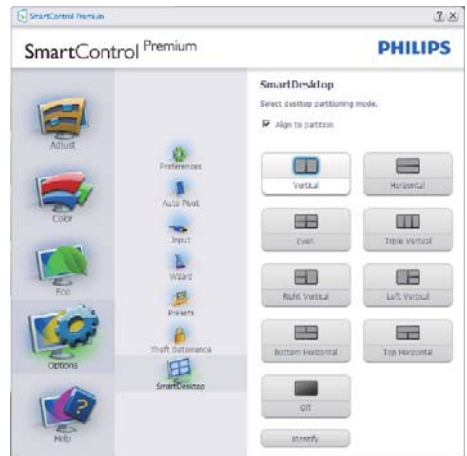 SmartControl Premium
SmartControl Premium
PHILIPS
Adjust
Color
Eco
Options
Help
Preferences
Auto Pivot
Input
Wizard
Presets
Theft Deterrence
SmartDesktop
SmartDesktop
Select desktop partitioning mode.
Align to partition
Vertical
Horizontal
Even
Triple Vertical
Right Vertical
Left Vertical
Bottom Horizontal
Top Horizontal
Off
Identify